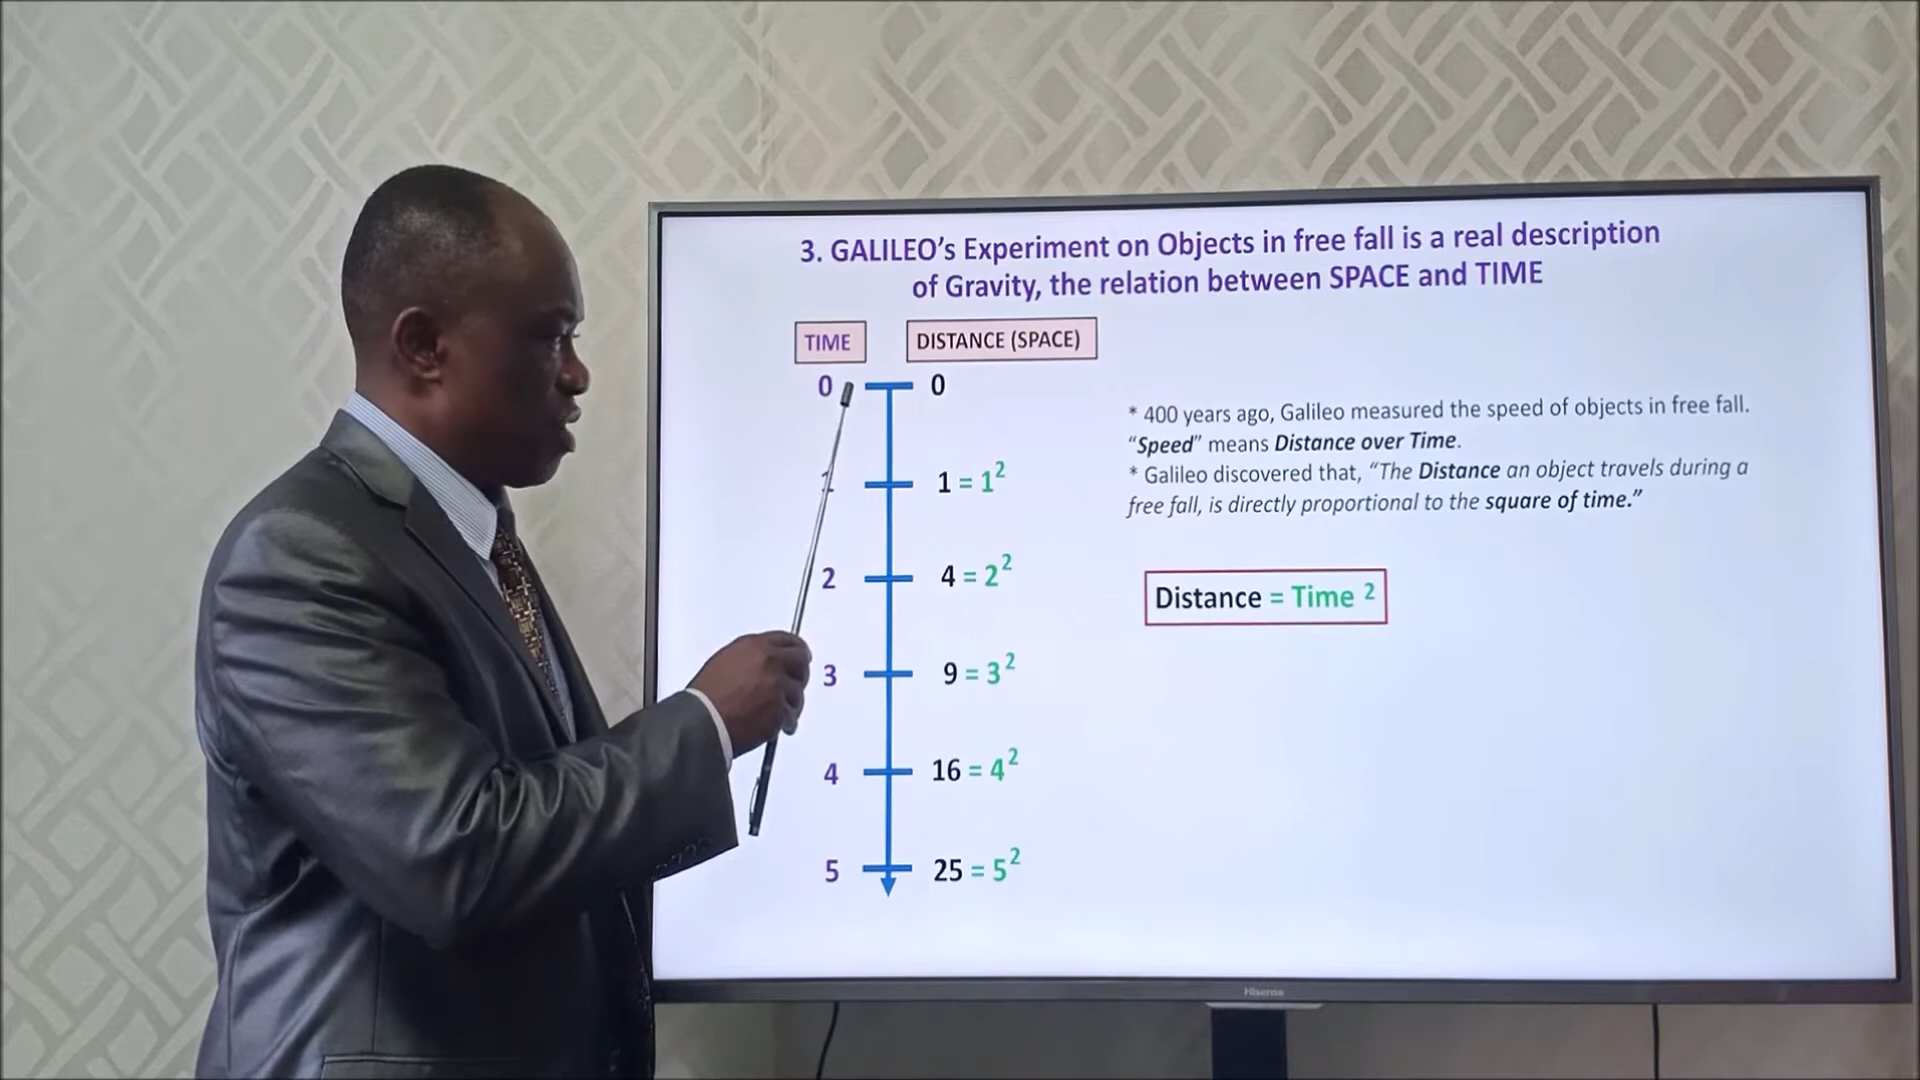 3. GALILEO's Experiment on Objects in free fall is a real description
of Gravity, the relation between SPACE and TIME
TIME DISTANCE (SPACE)
0 0
1 1 = 1²
2 4 = 2²
3 9 = 3²
4 16 = 4²
5 25 = 5²
* 400 years ago, Galileo measured the speed of objects in free fall.
“Speed” means Distance over Time.
* Galileo discovered that, “The Distance an object travels during a
free fall, is directly proportional to the square of time.”
Distance = Time ²
Hisense